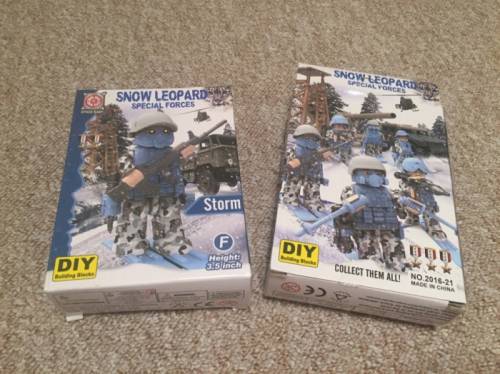 SNOW LEOPARD
SPECIAL FORCES
Storm
F
Height:
3.5 inch
DIY
Building Blocks
SNOW LEOPARD
SPECIAL FORCES
DIY
Building Blocks
COLLECT THEM ALL!
NO.2016-21
MADE IN CHINA
CE